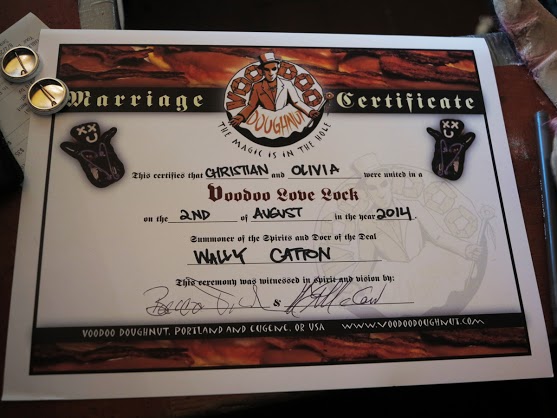 Marriage Certificate
VOODOO
DOUGHNUT
THE MAGIC IS IN THE HOLE
This certifies that CHRISTIAN and OLIVIA were united in a
Voodoo Love Lock
on the 2ND of AUGUST in the year 2014.
Summoner of the Spirits and Doer of the Deal
WALLY CATION
This ceremony was witnessed in spirit and vision by:
&
VOODOO DOUGHNUT, PORTLAND AND EUGENE, OR USA WWW.VOODOODOUGHNUT.COM